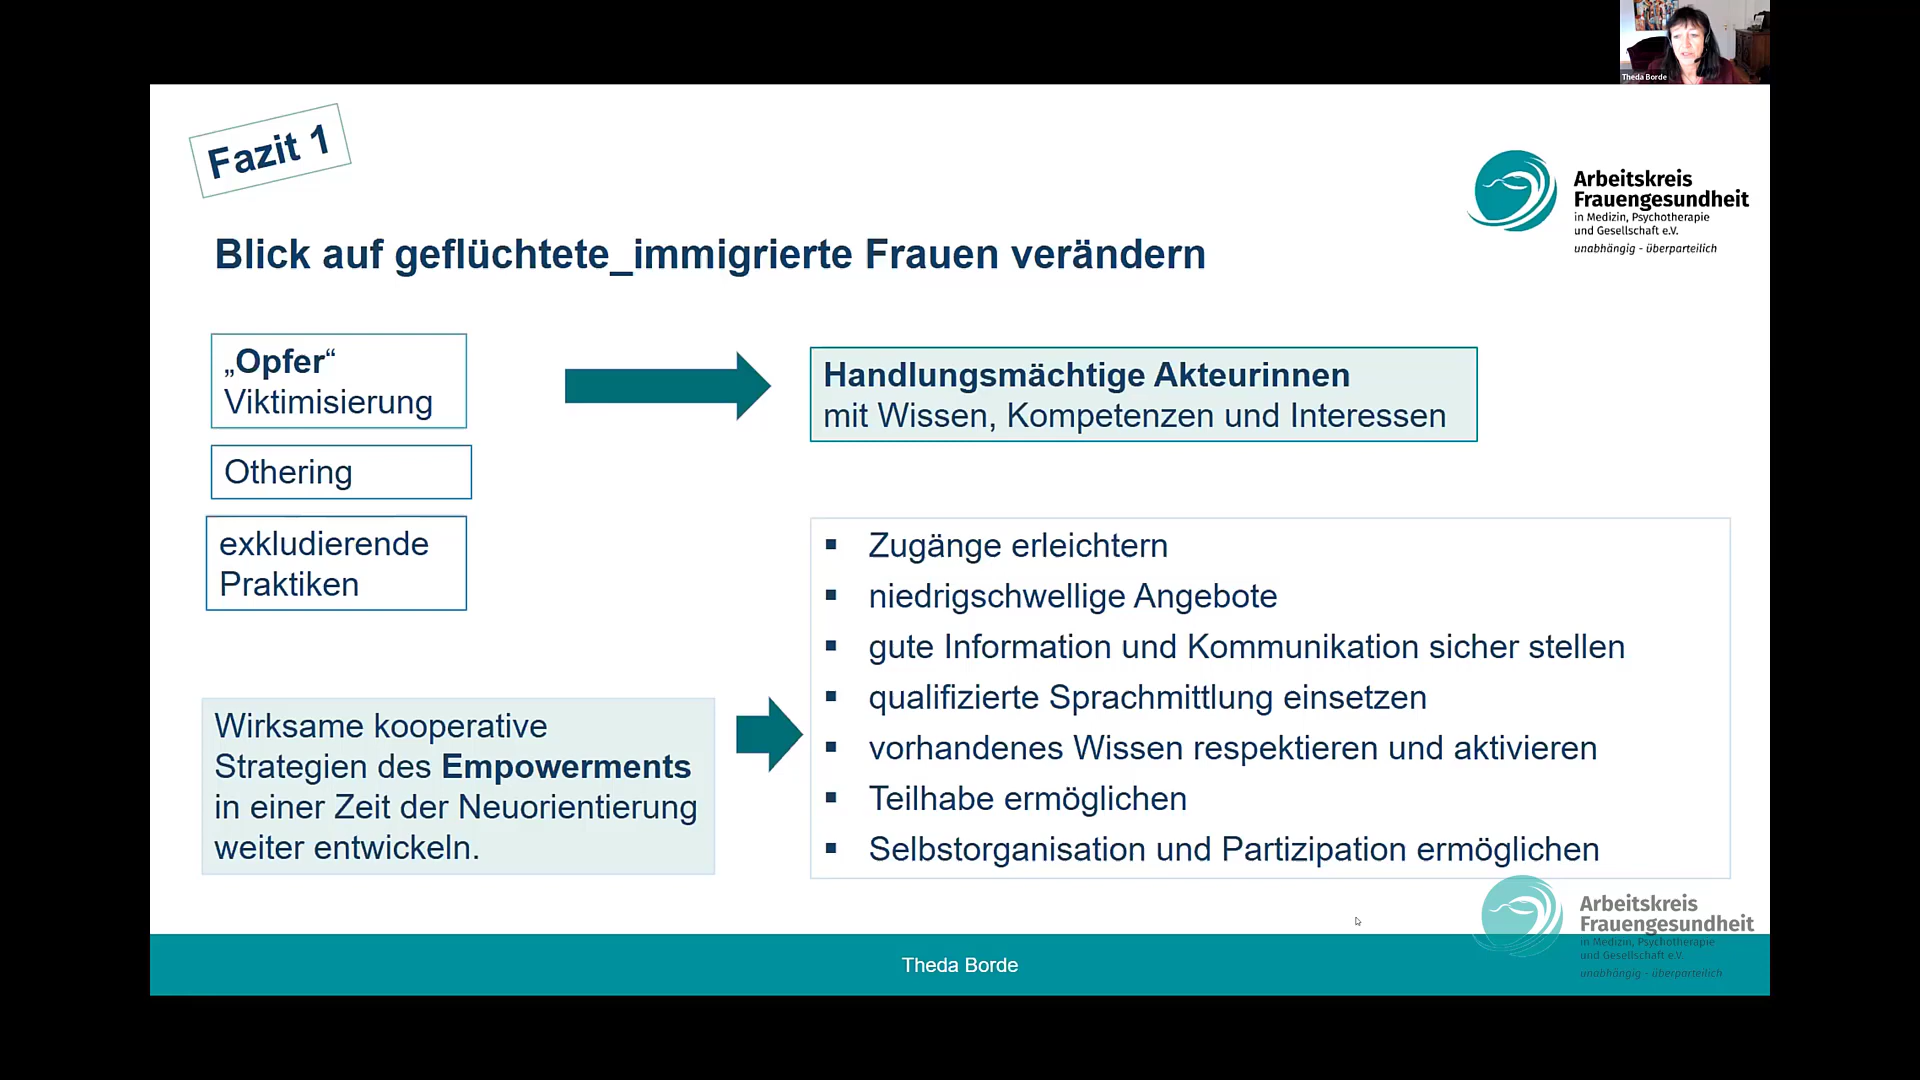 Theda Borde
Fazit 1
Arbeitskreis
Frauengesundheit
in Medizin, Psychotherapie
und Gesellschaft e.V.
unabhängig - überparteilich
Blick auf geflüchtete_immigrierte Frauen verändern
„Opfer“
Viktimisierung
Handlungsmächtige Akteurinnen
mit Wissen, Kompetenzen und Interessen
Othering
exkludierende
Praktiken
Wirksame kooperative
Strategien des Empowerments
in einer Zeit der Neuorientierung
weiter entwickeln.
▪ Zugänge erleichtern
▪ niedrigschwellige Angebote
▪ gute Information und Kommunikation sicher stellen
▪ qualifizierte Sprachmittlung einsetzen
▪ vorhandenes Wissen respektieren und aktivieren
▪ Teilhabe ermöglichen
▪ Selbstorganisation und Partizipation ermöglichen
Arbeitskreis
Frauengesundheit
in Medizin, Psychotherapie
und Gesellschaft e.V.
unabhängig - überparteilich
Theda Borde